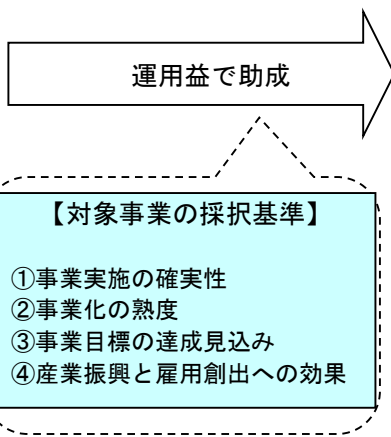 運用益で助成
【対象事業の採択基準】
①事業実施の確実性
②事業化の熟度
③事業目標の達成見込み
④産業振興と雇用創出への効果